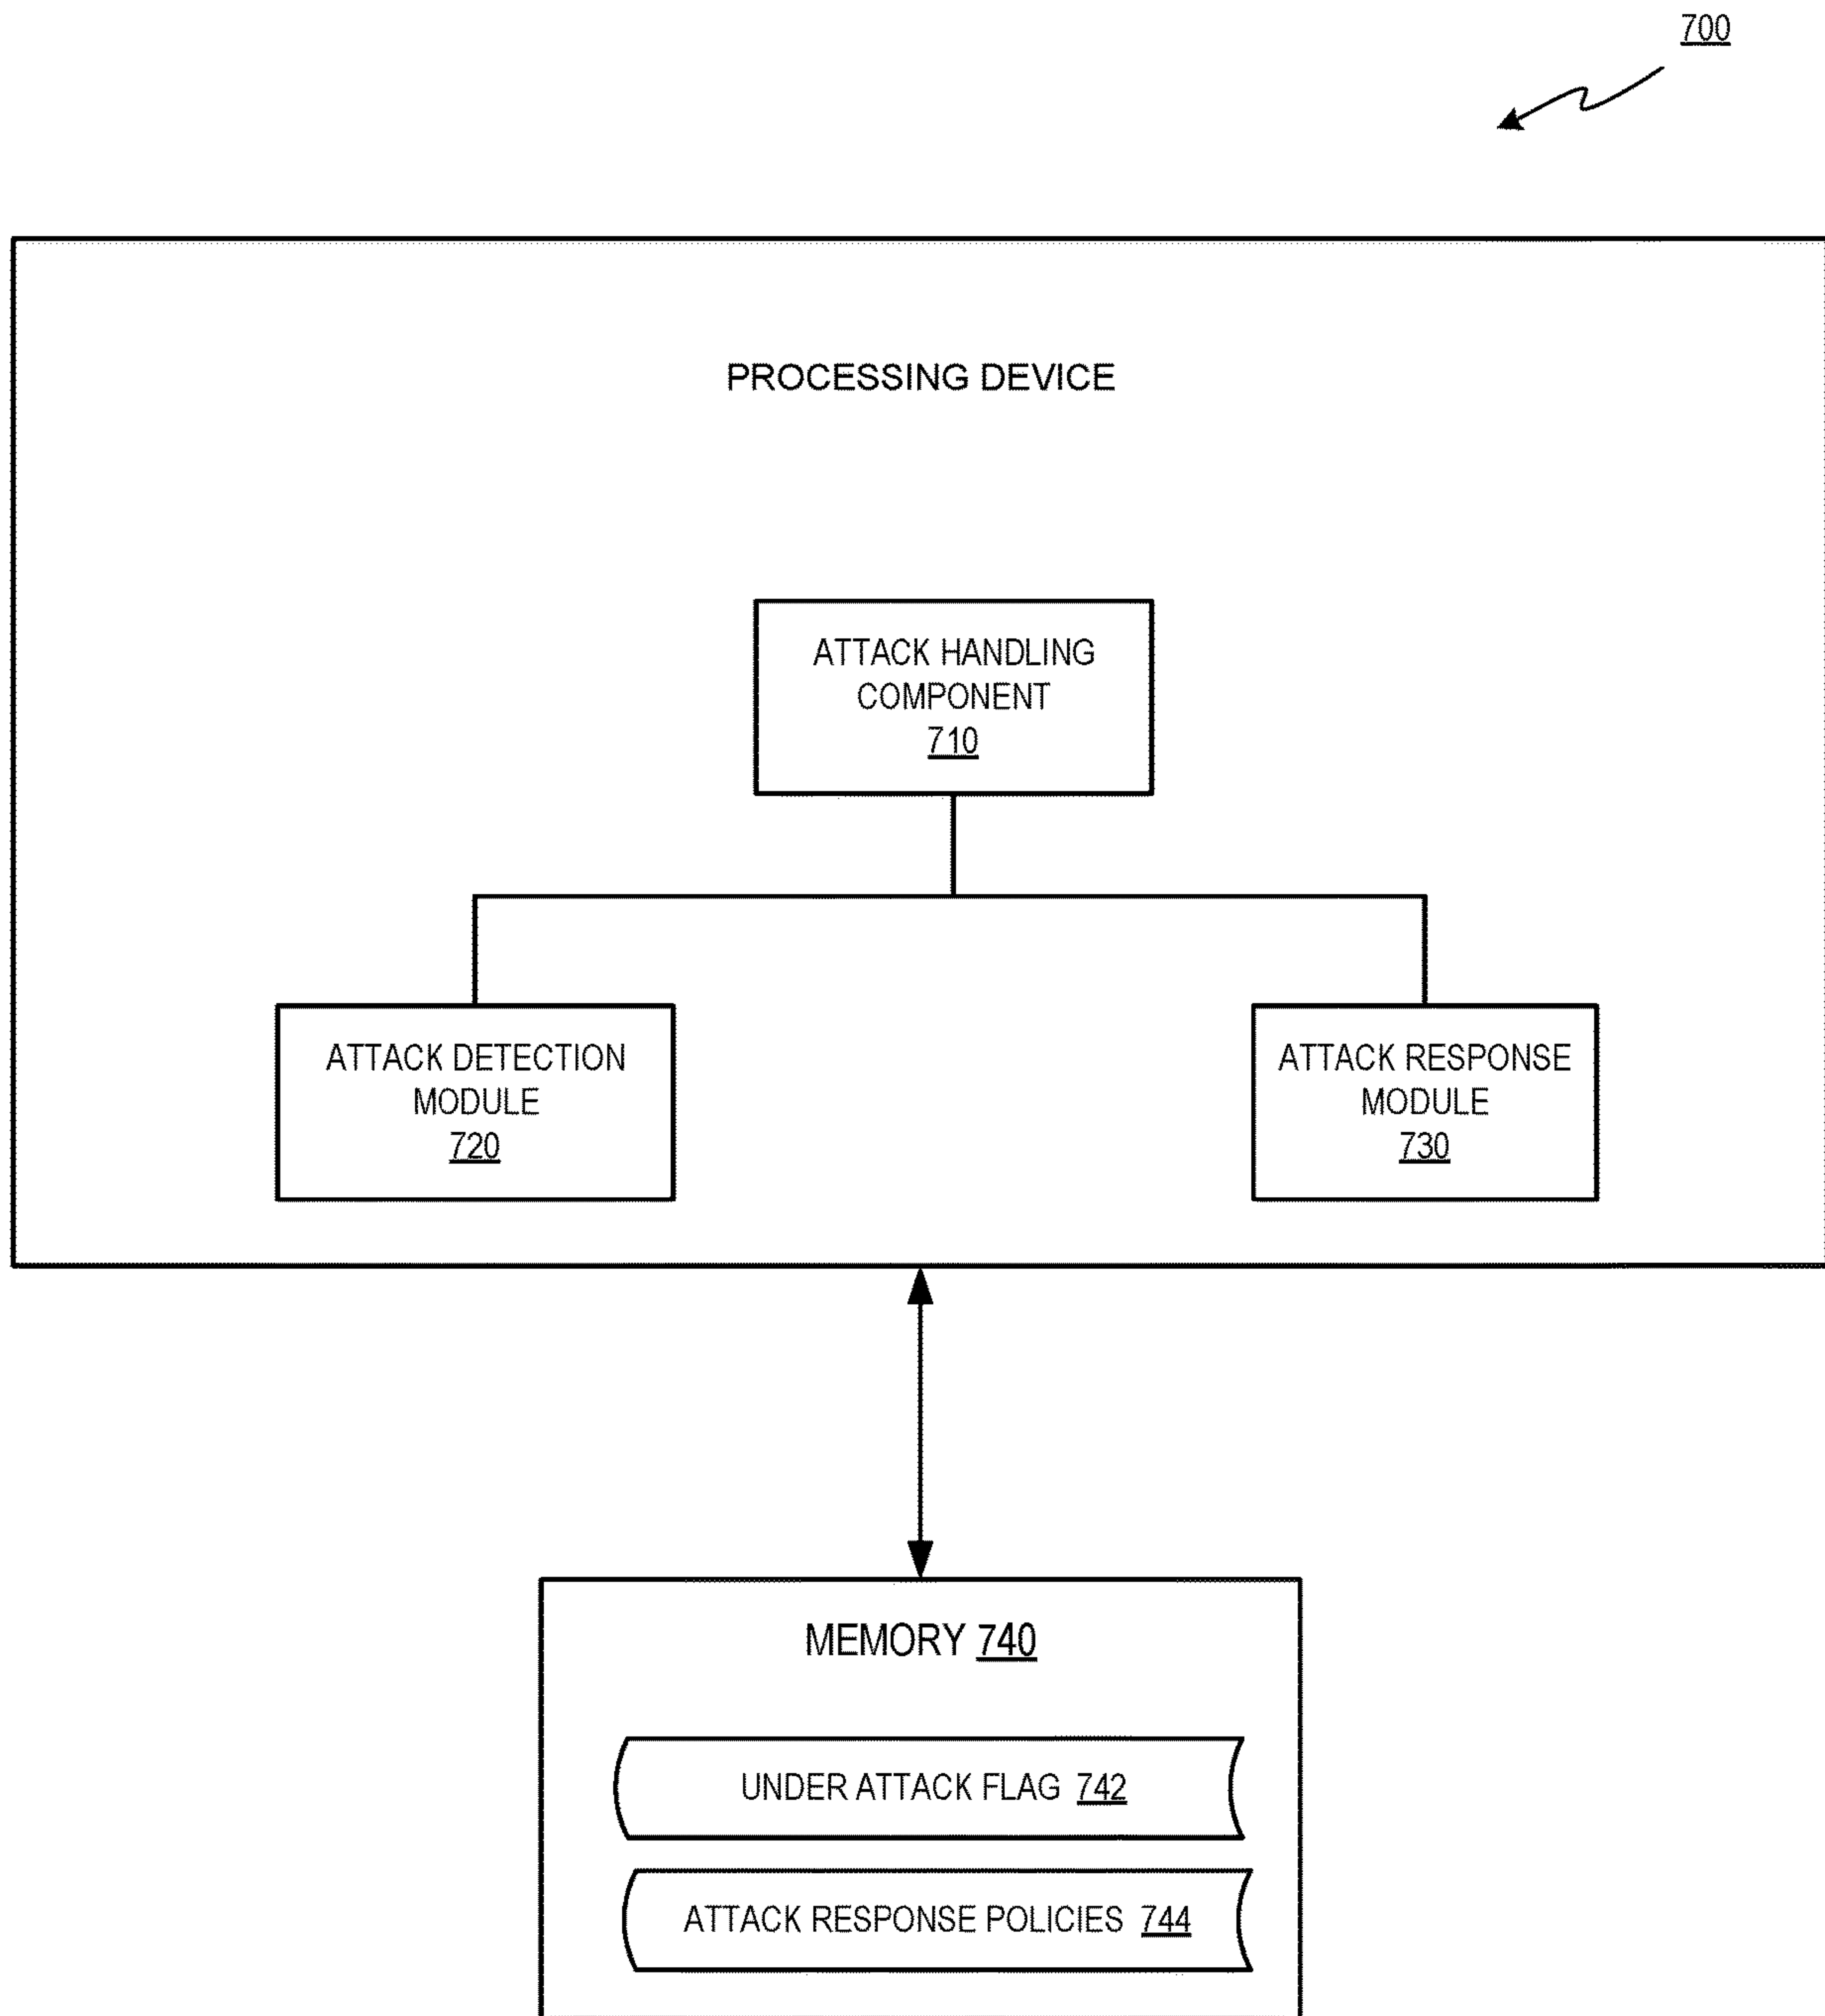 700
PROCESSING DEVICE
ATTACK HANDLING
COMPONENT
710
ATTACK DETECTION
MODULE
720
ATTACK RESPONSE
MODULE
730
MEMORY 740
UNDER ATTACK FLAG 742
ATTACK RESPONSE POLICIES 744